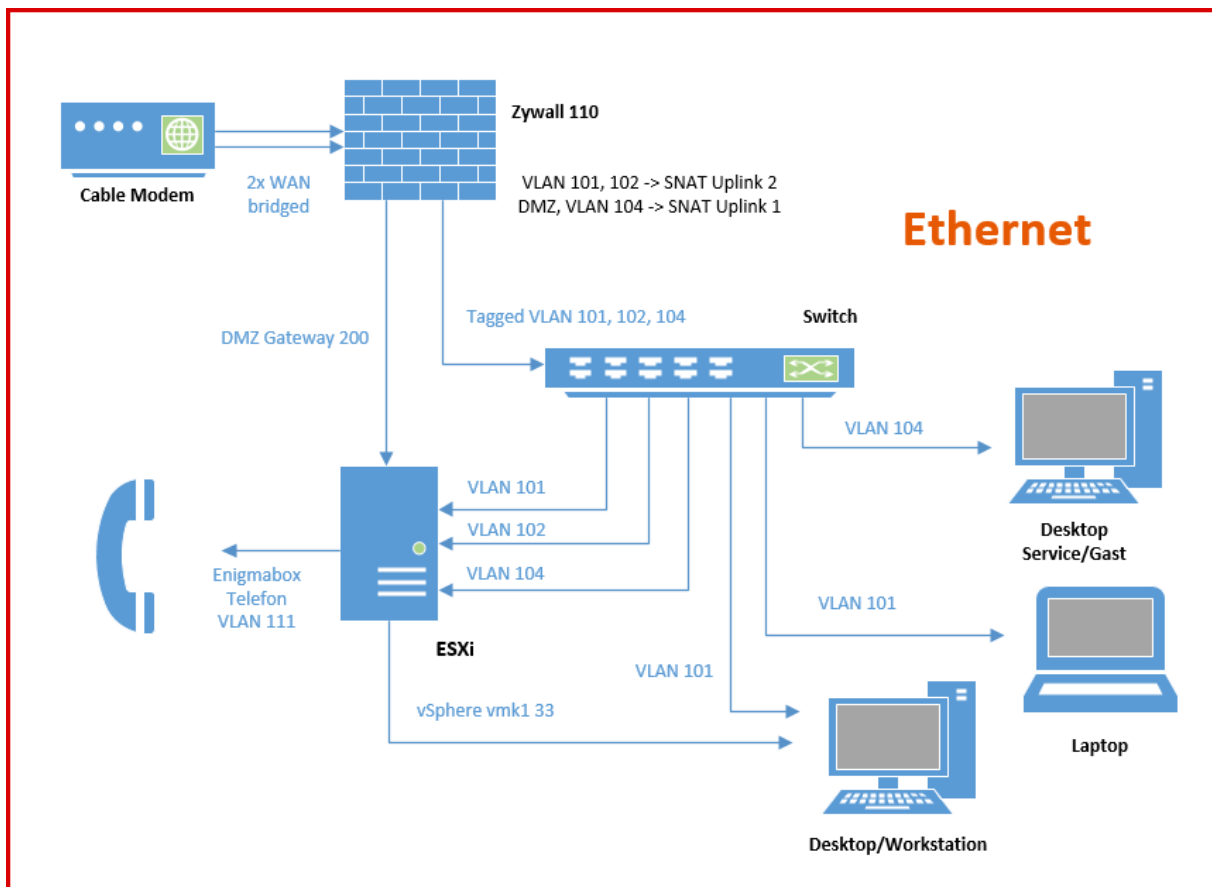 Zywall 110
Cable Modem
2x WAN
bridged
VLAN 101, 102 -> SNAT Uplink 2
DMZ, VLAN 104 -> SNAT Uplink 1
Ethernet
DMZ Gateway 200
Tagged VLAN 101, 102, 104
Switch
VLAN 104
VLAN 101
VLAN 102
VLAN 104
Desktop
Service/Gast
Enigmabox
Telefon
VLAN 111
VLAN 101
ESXi
VLAN 101
vSphere vmk1 33
Laptop
Desktop/Workstation